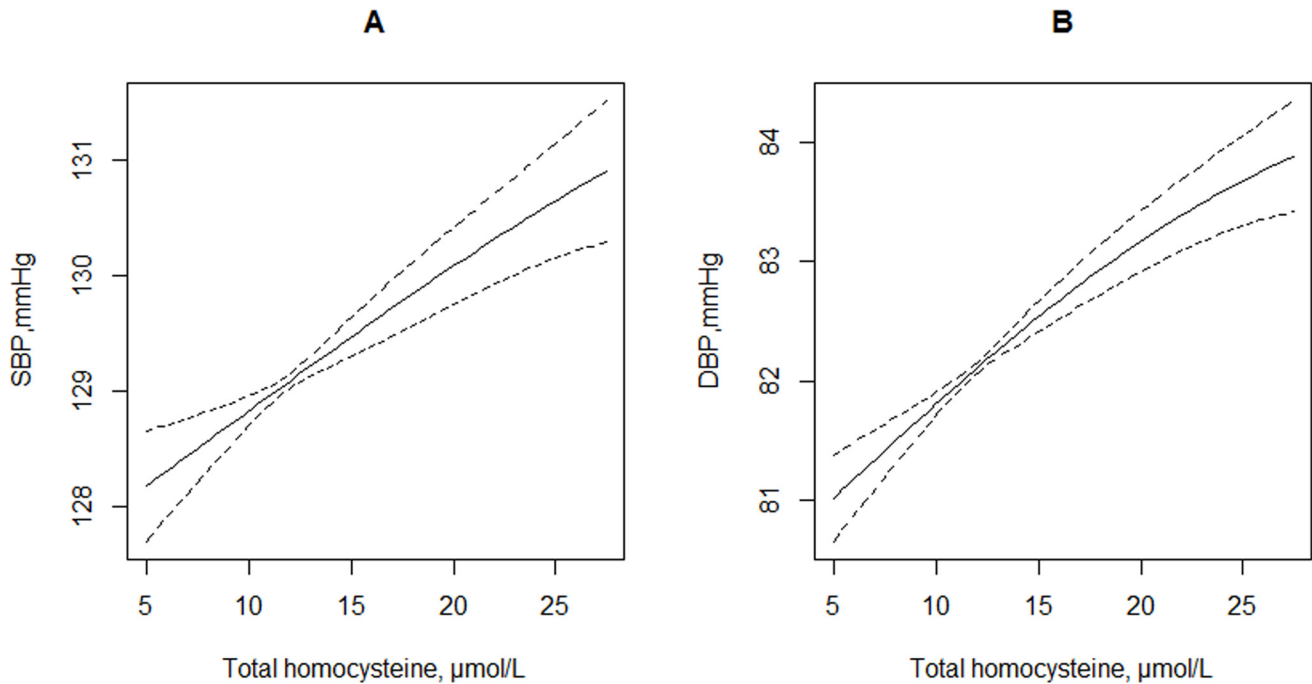 A
SBP,mmHg
131
130
129
128
5 10 15 20 25
Total homocysteine, μmol/L
B
DBP,mmHg
84
83
82
81
5 10 15 20 25
Total homocysteine, μmol/L